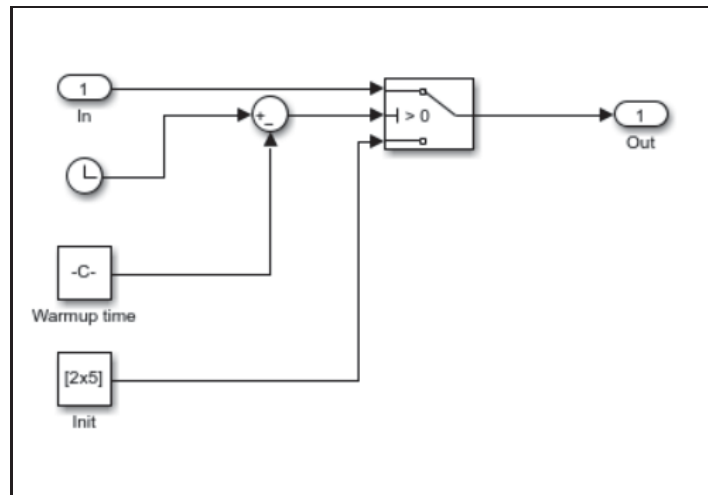 1
In
+
−
> 0
1
Out
-C-
Warmup time
[2x5]
Init